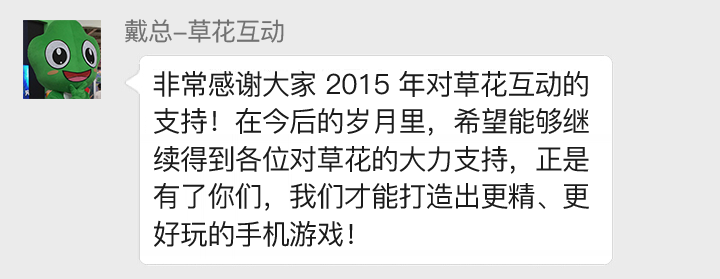 戴总-草花互动
非常感谢大家 2015 年对草花互动的
支持！在今后的岁月里，希望能够继
续得到各位对草花的大力支持，正是
有了你们，我们才能打造出更精、更
好玩的手机游戏！